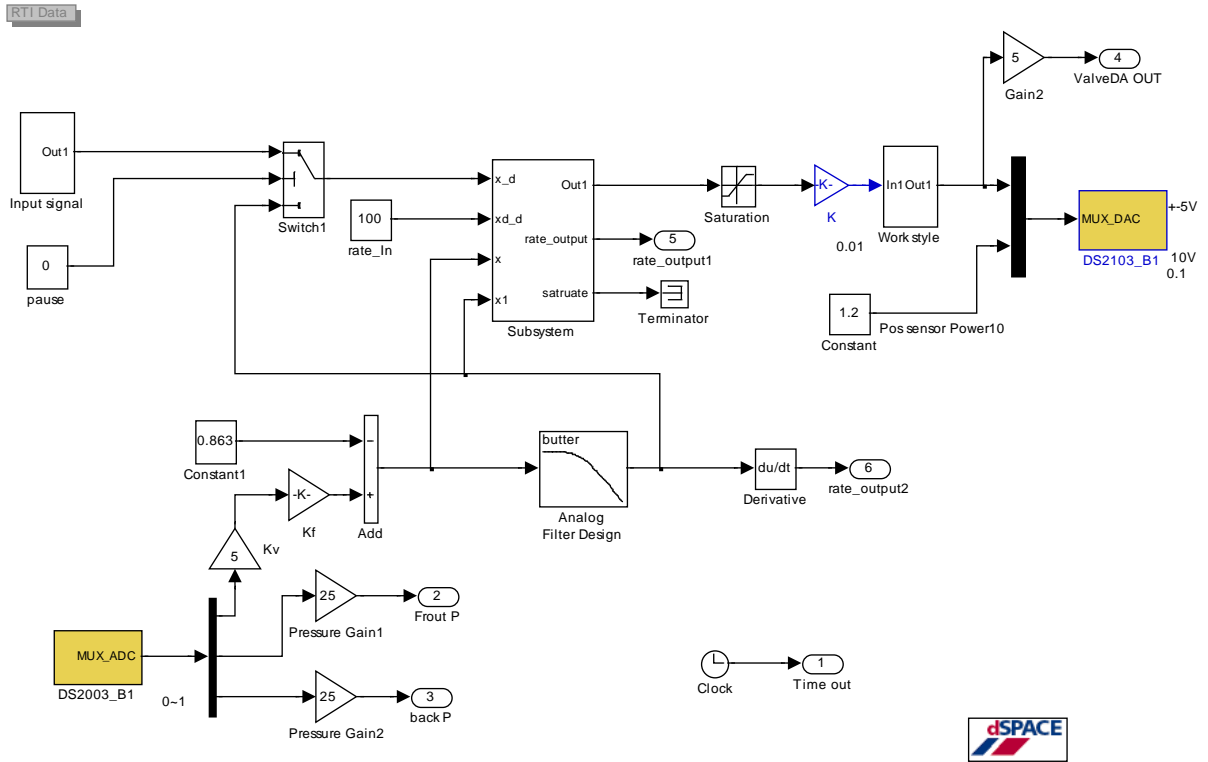 RTI Data
5
Gain2
4
ValveDA OUT
Out1
Input signal
0
pause
Switch1
100
rate_In
x_d
xd_d
x
x1
Out1
rate_output
satruate
Subsystem
5
rate_output1
Terminator
Saturation
-K-
K
0.01
In1 Out1
Work style
1.2
Constant
Pos sensor Power10
MUX_DAC
DS2103_B1
+-5V
10V
0.1
0.863
Constant1
-K-
Kf
−
+
Add
butter
Analog
Filter Design
du/dt
Derivative
6
rate_output2
5
Kv
MUX_ADC
DS2003_B1
0~1
25
Pressure Gain1
2
Frout P
25
Pressure Gain2
3
back P
Clock
1
Time out
dSPACE